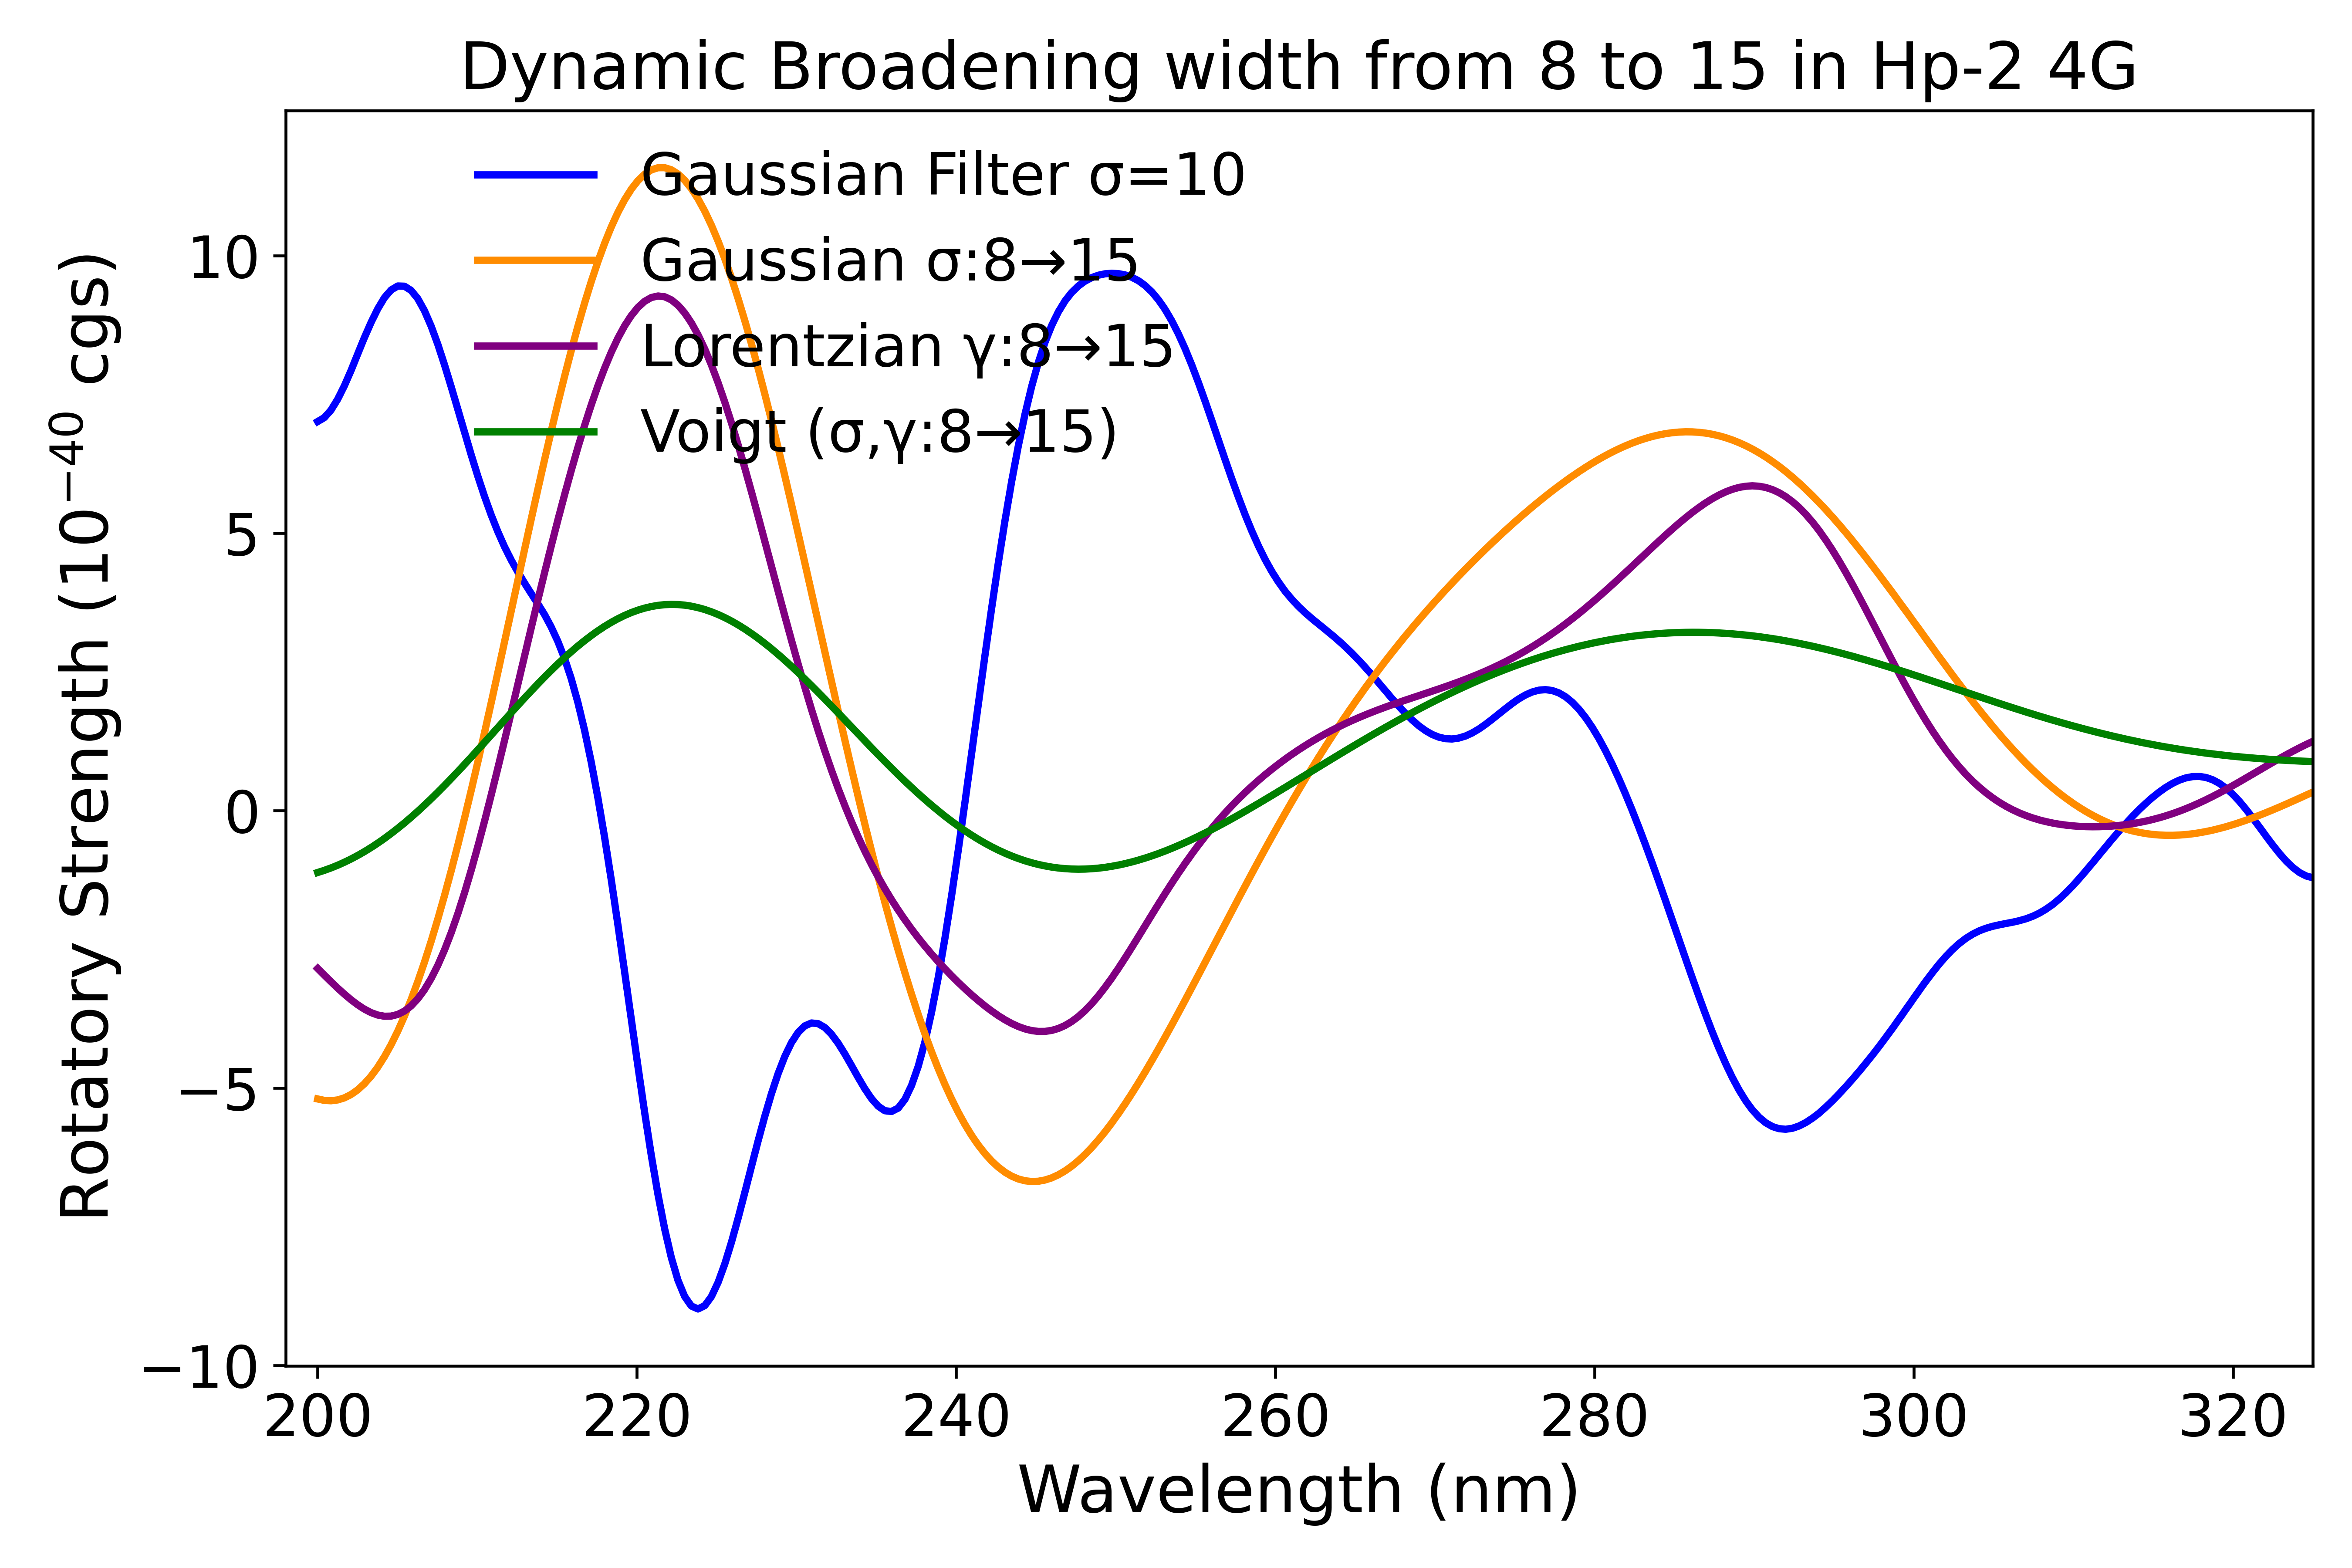 Dynamic Broadening width from 8 to 15 in Hp-2 4G
Gaussian Filter σ=10
Gaussian σ:8→15
Lorentzian γ:8→15
Voigt (σ,γ:8→15)
Rotatory Strength (10⁻⁴⁰ cgs)
10
5
0
−5
−10
200 220 240 260 280 300 320
Wavelength (nm)